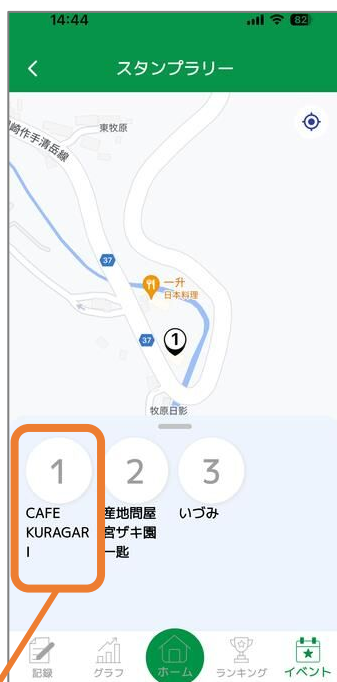 14:44
82
スタンプラリー
東牧原
崎作手清岳線
37
一升
日本料理
37
1
牧原日影
1
2
3
CAFE
KURAGAR
I
産地問屋
宮ザキ園
一匙
いづみ
記録
グラフ
ホーム
ランキング
イベント